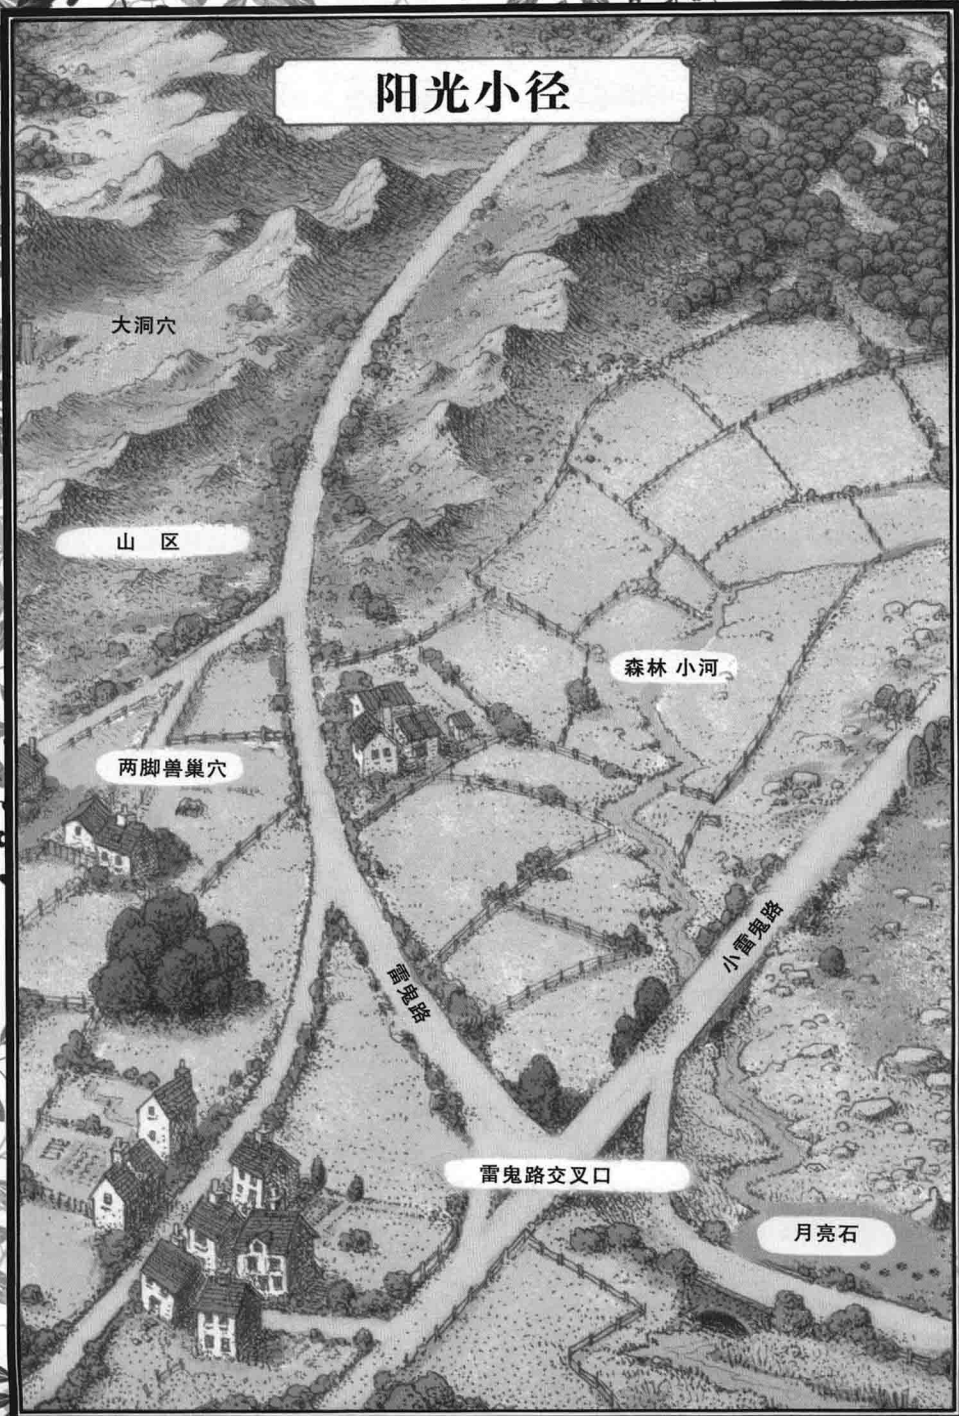 阳光小径
大洞穴
山 区
森林 小河
两脚兽巢穴
小雷鬼路
雷鬼路
雷鬼路交叉口
月亮石